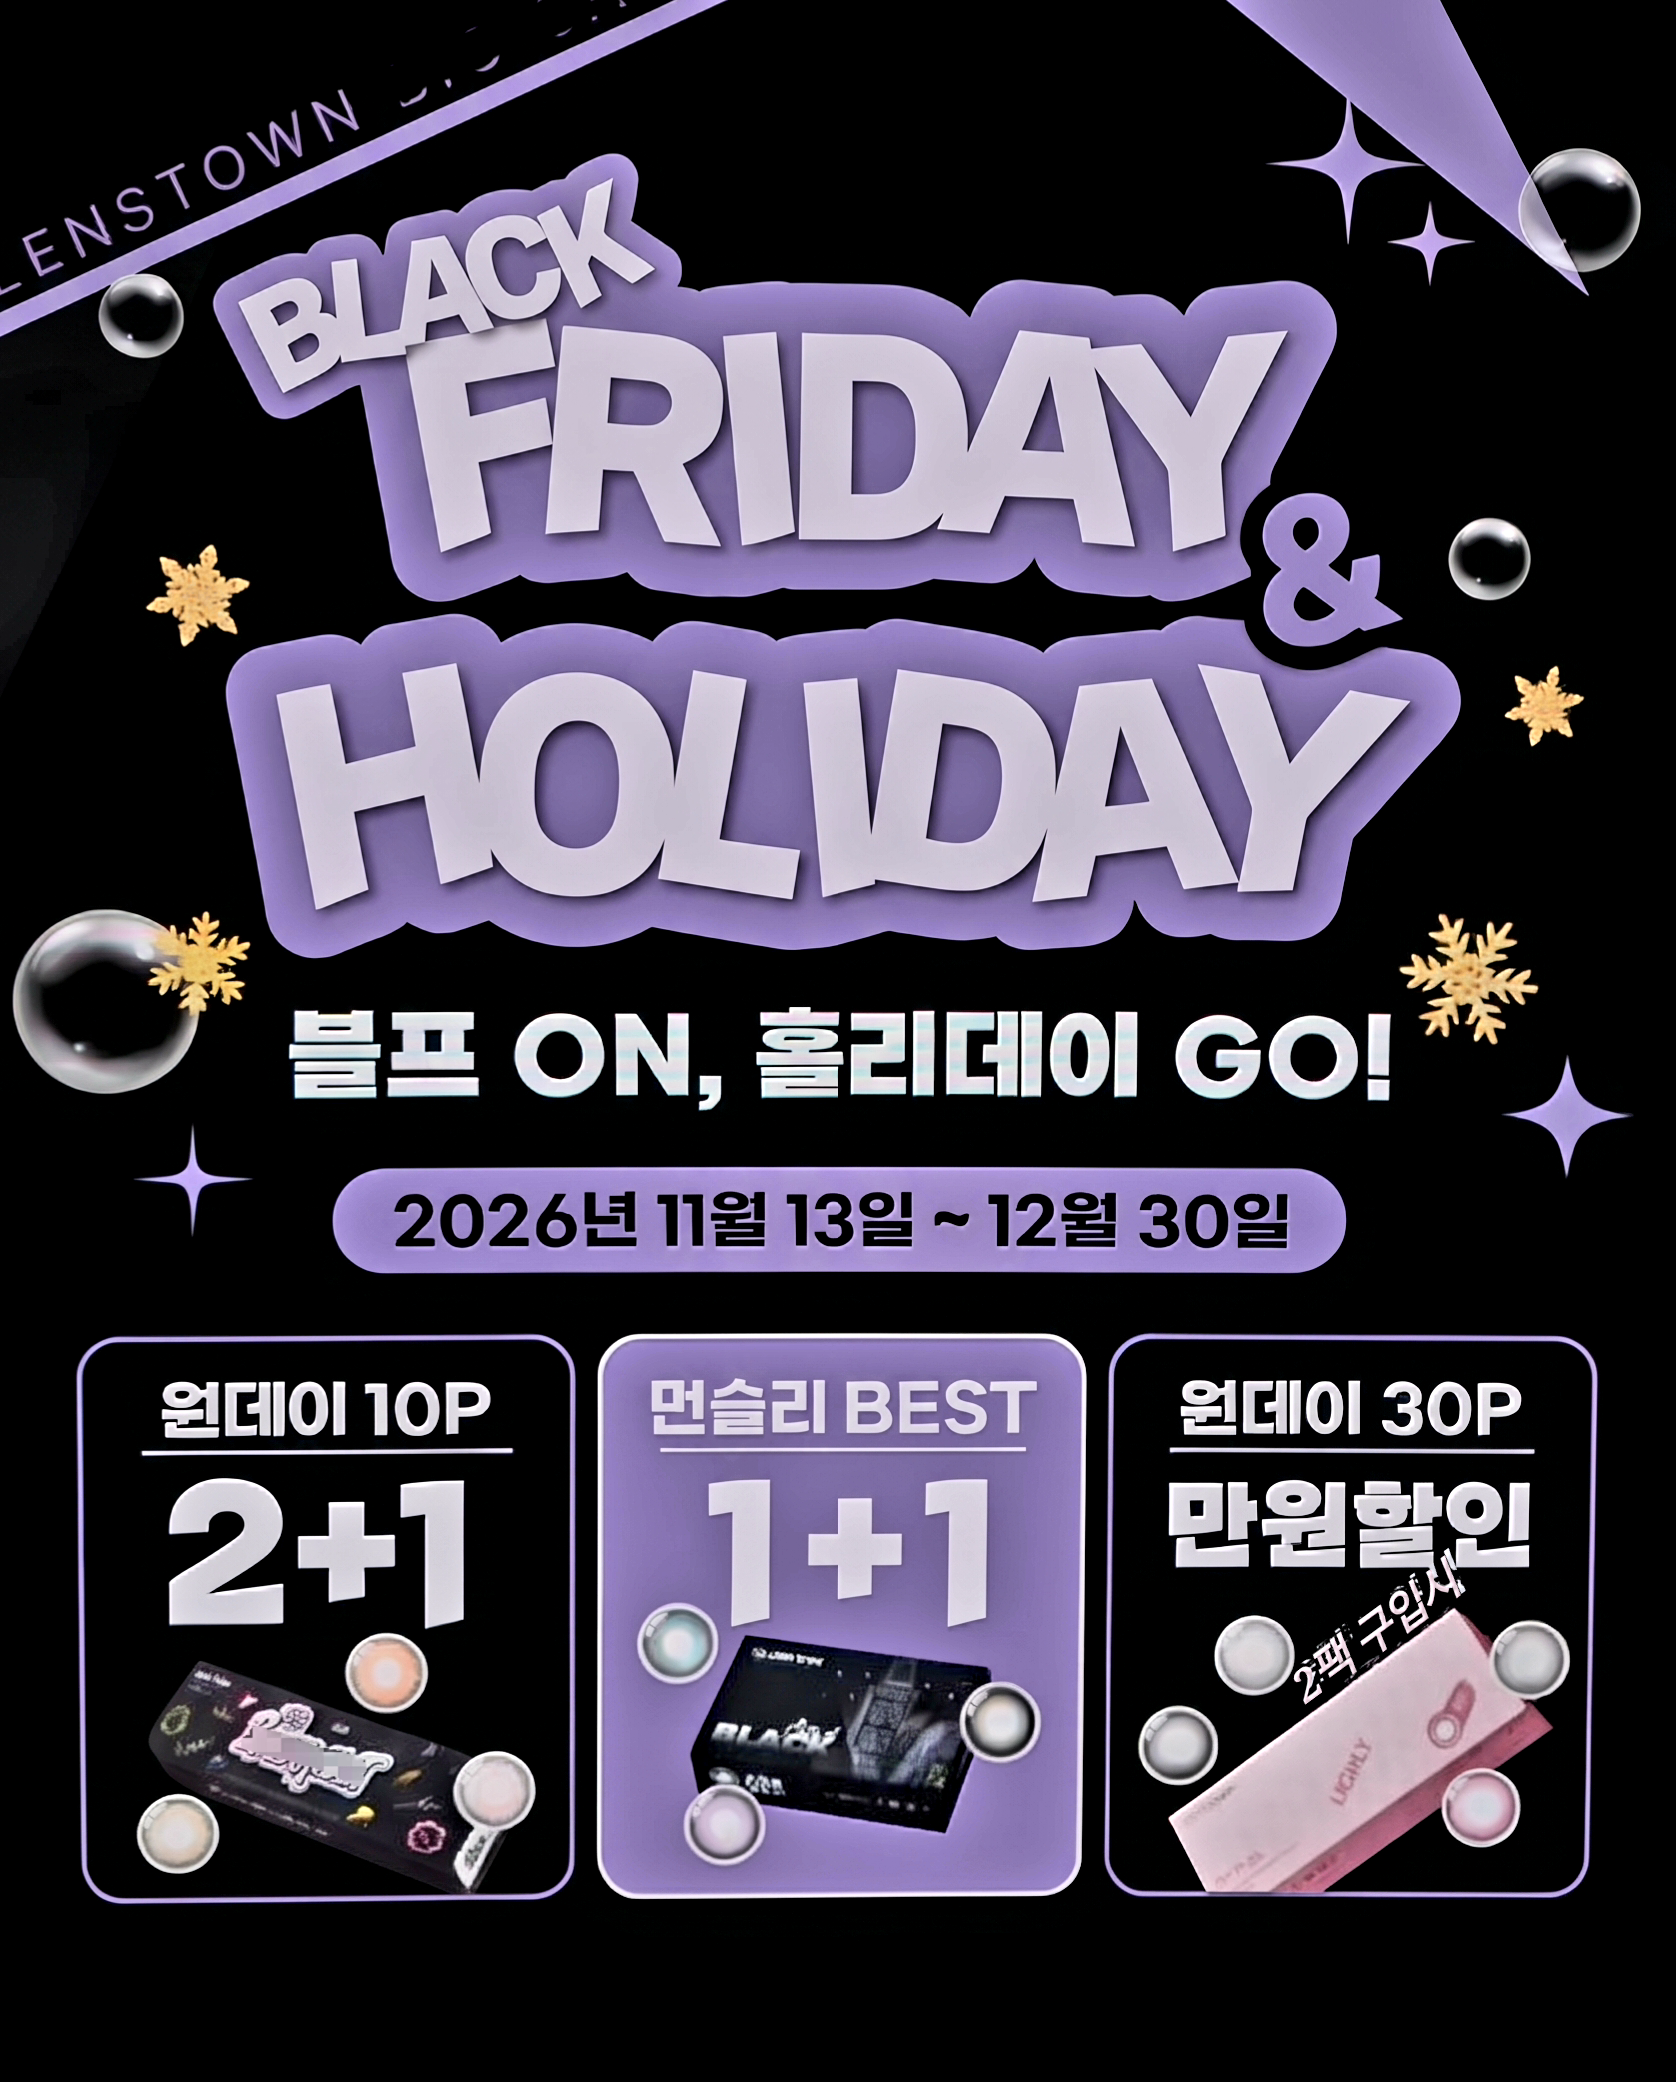 LENSTOWN
BLACK
FRIDAY
&
HOLIDAY
블프 ON, 홀리데이 GO!
2026년 11월 13일 ~ 12월 30일
원데이 10P
2+1
먼슬리 BEST
1+1
BLACK
원데이 30P
만원할인
2팩 구입시
LIGHLY